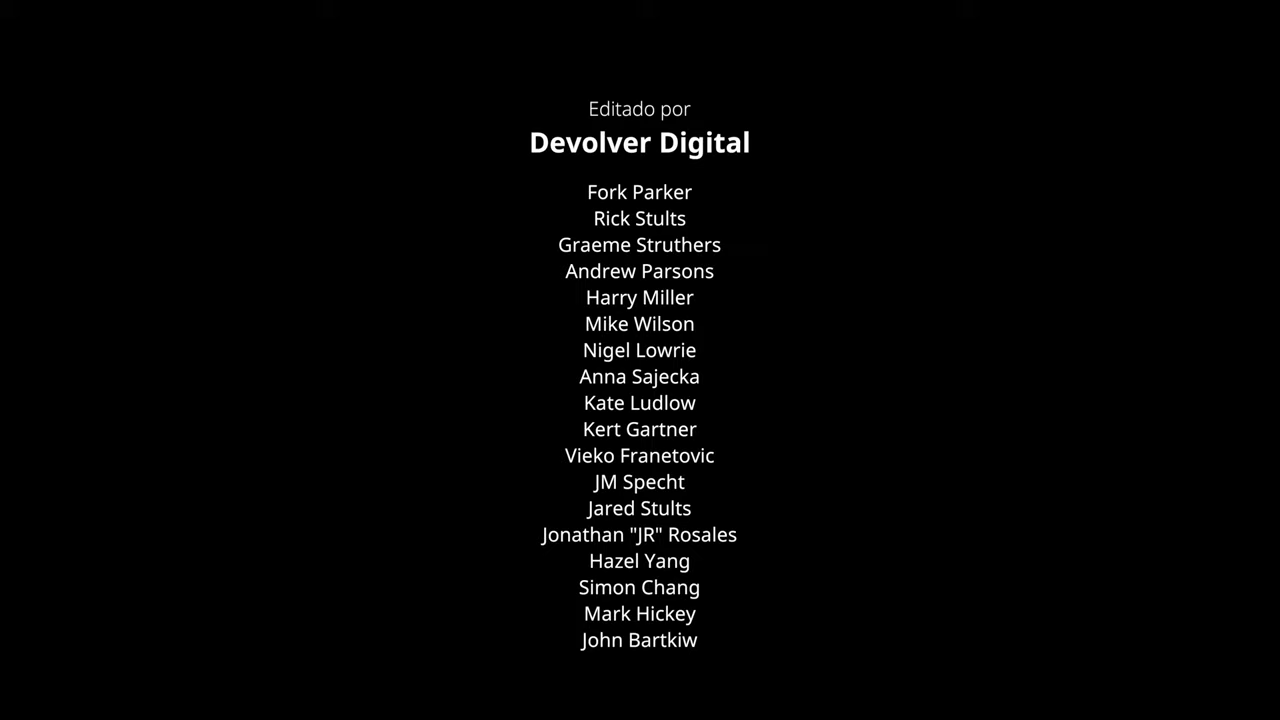 Editado por
Devolver Digital
Fork Parker
Rick Stults
Graeme Struthers
Andrew Parsons
Harry Miller
Mike Wilson
Nigel Lowrie
Anna Sajecka
Kate Ludlow
Kert Gartner
Vieko Franetovic
JM Specht
Jared Stults
Jonathan "JR" Rosales
Hazel Yang
Simon Chang
Mark Hickey
John Bartkiw